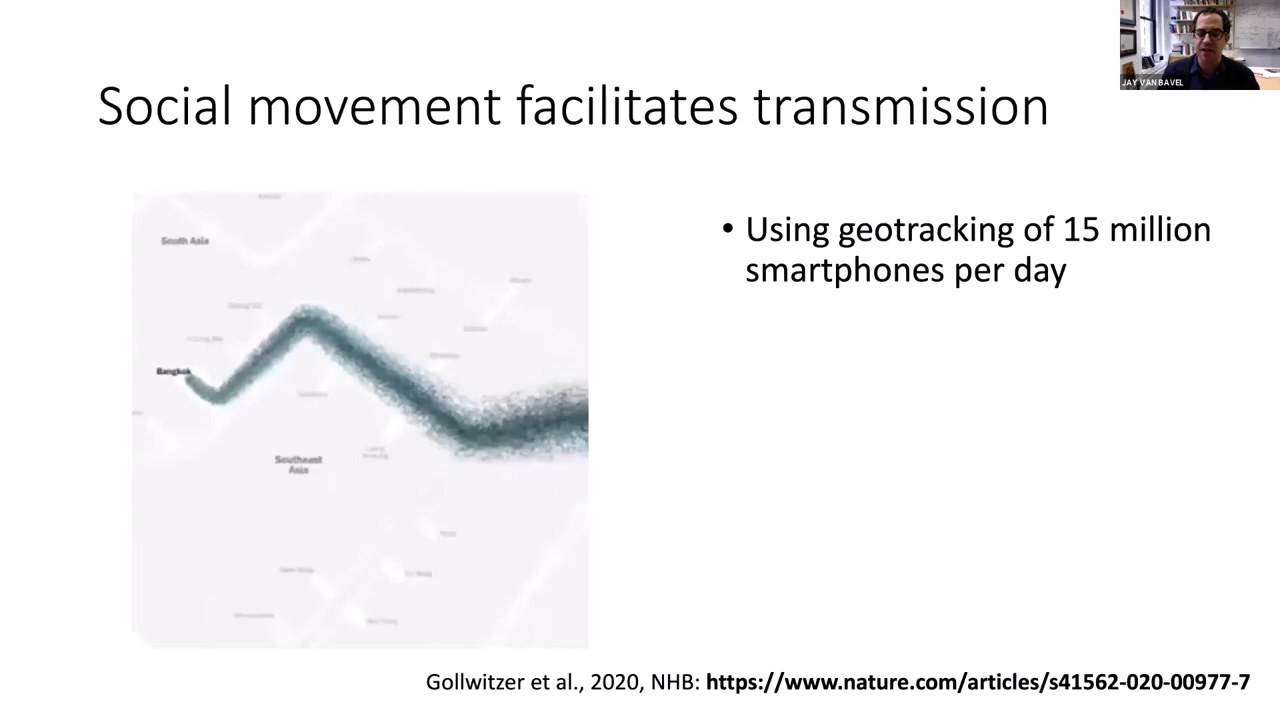 JAY VAN BAVEL
Social movement facilitates transmission
South Asia
Bangkok
Southeast
Asia
• Using geotracking of 15 million
smartphones per day
Gollwitzer et al., 2020, NHB: https://www.nature.com/articles/s41562-020-00977-7